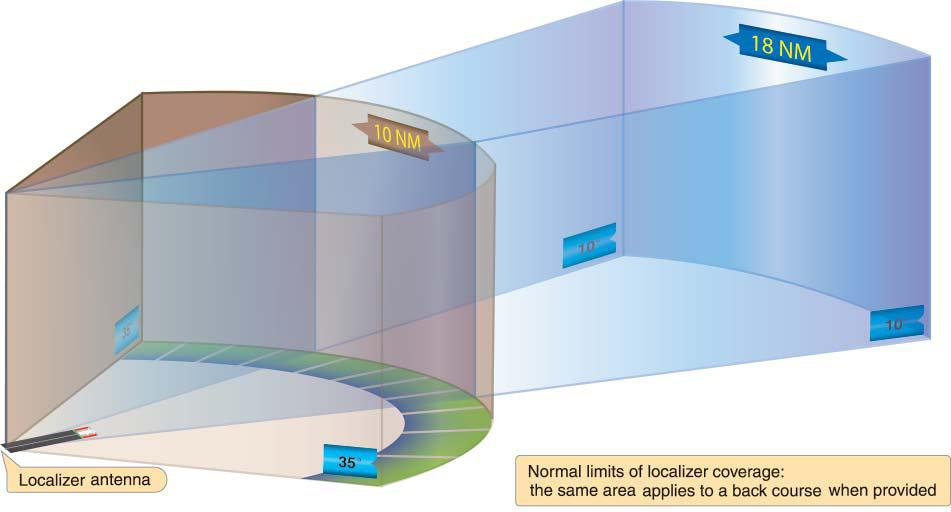 18 NM
10 NM
10°
35°
10°
35°
Localizer antenna
Normal limits of localizer coverage:
the same area applies to a back course when provided